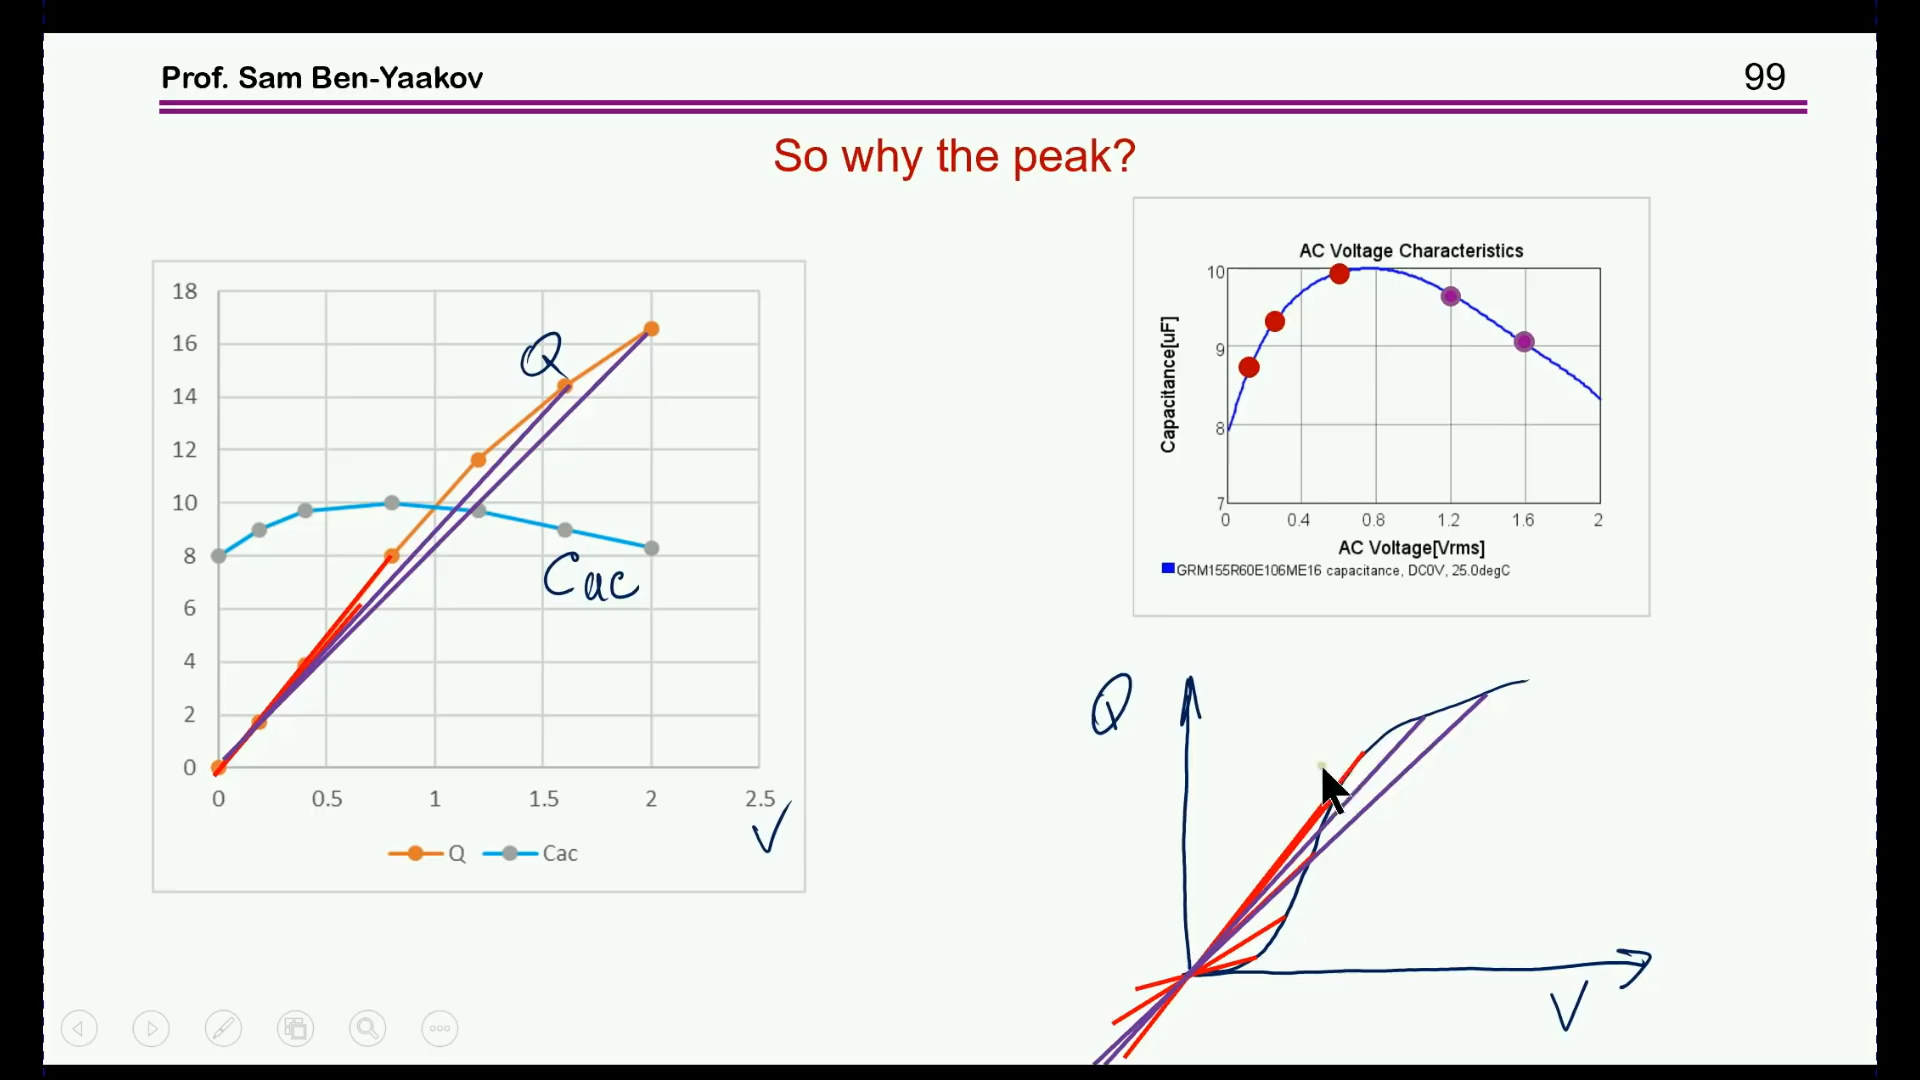 Prof. Sam Ben-Yaakov
99
So why the peak?
18
16
14
12
10
8
6
4
2
0
0
0.5
1
1.5
2
2.5
Q
Cac
V
Q
Cac
AC Voltage Characteristics
Capacitance[uF]
10
9
8
7
0
0.4
0.8
1.2
1.6
2
AC Voltage[Vrms]
GRM155R60E106ME16 capacitance, DC0V, 25.0degC
Q
V